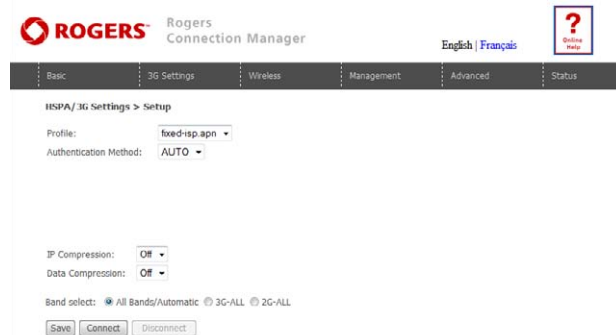 ROGERS™ Rogers
Connection Manager
English | Français
?
Online
Help
Basic 3G Settings Wireless Management Advanced Status
HSPA/3G Settings > Setup
Profile: fixed-isp.apn
Authentication Method: AUTO
IP Compression: Off
Data Compression: Off
Band select: All Bands/Automatic 3G-ALL 2G-ALL
Save Connect Disconnect